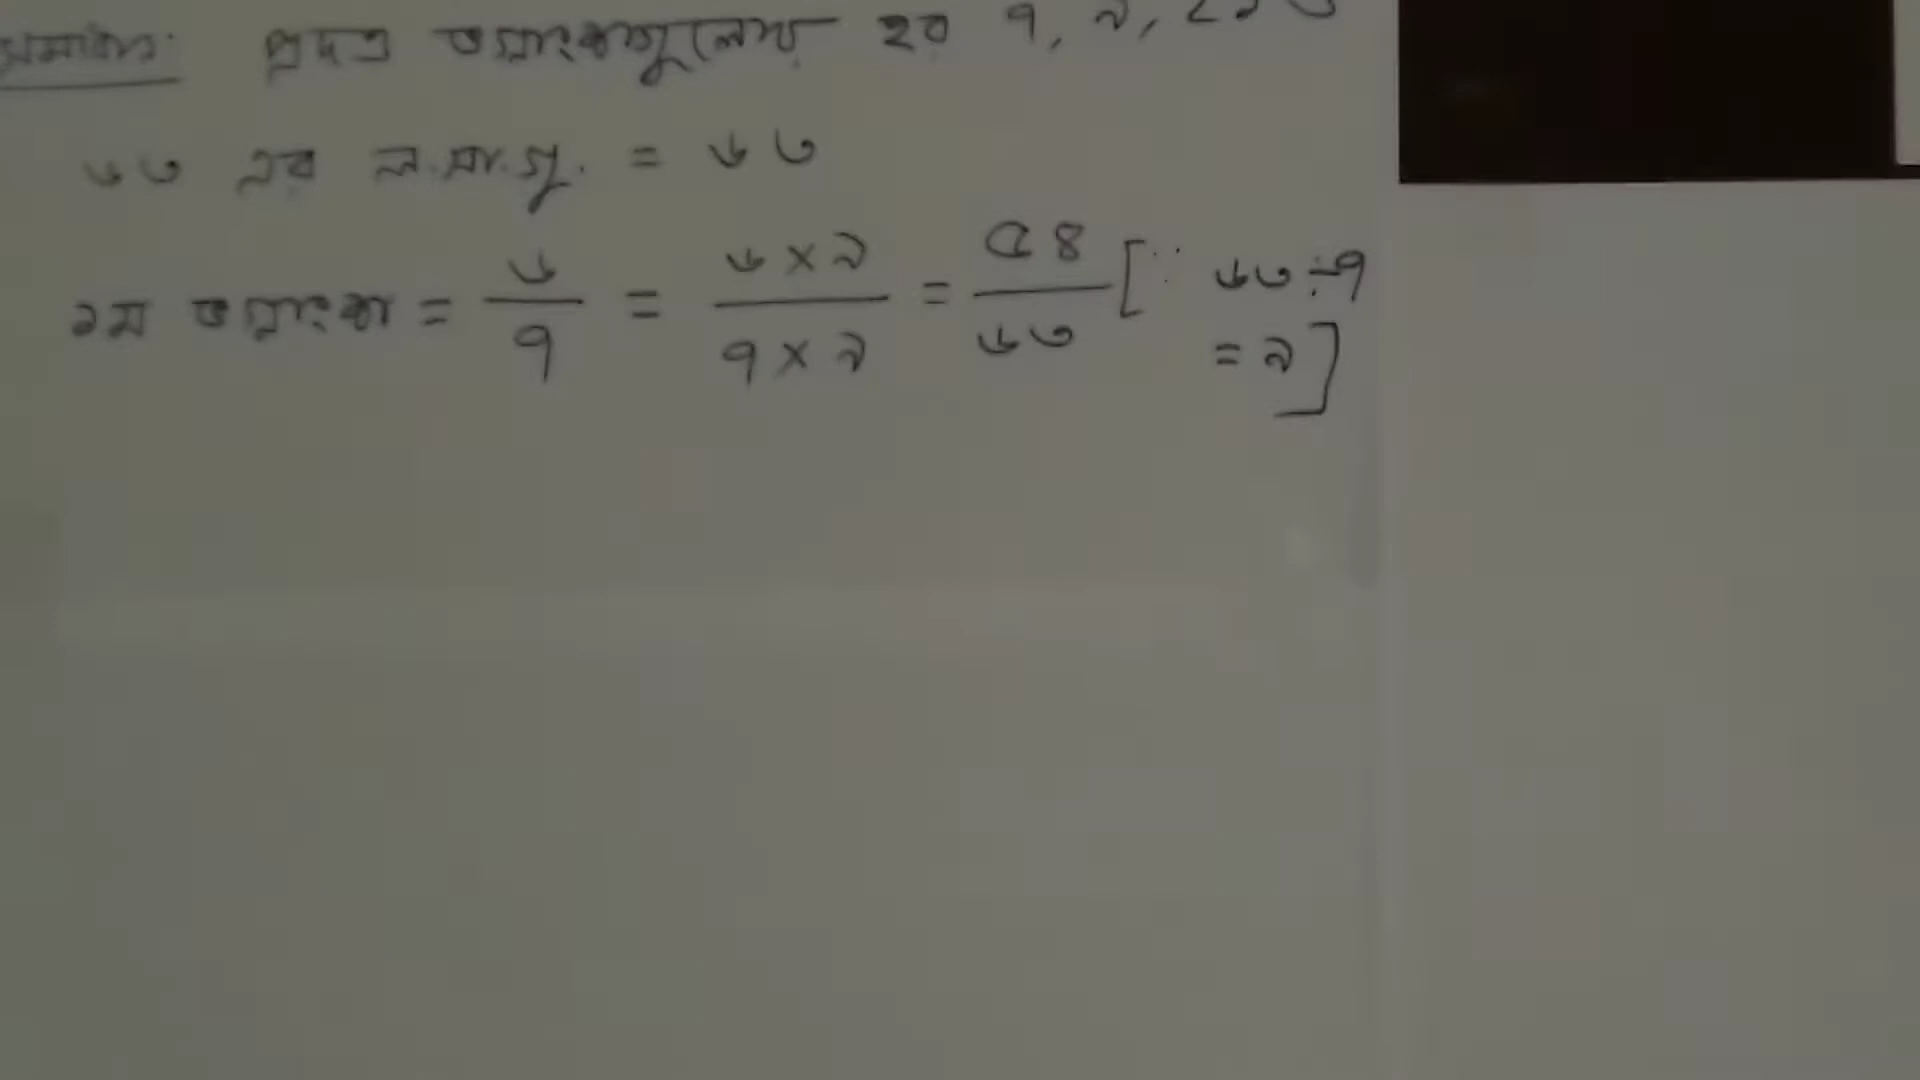 সমাধান: প্রদত্ত ভগ্নাংশগুলোর হর ৭, ৯, ২১ ও
৬৩ এর ল.সা.গু. = ৬৩
১ম ভগ্নাংশ = ৬/৭ = ৬×৯/৭×৯ = ৫৪/৬৩ [∵ ৬৩÷৭
= ৯]